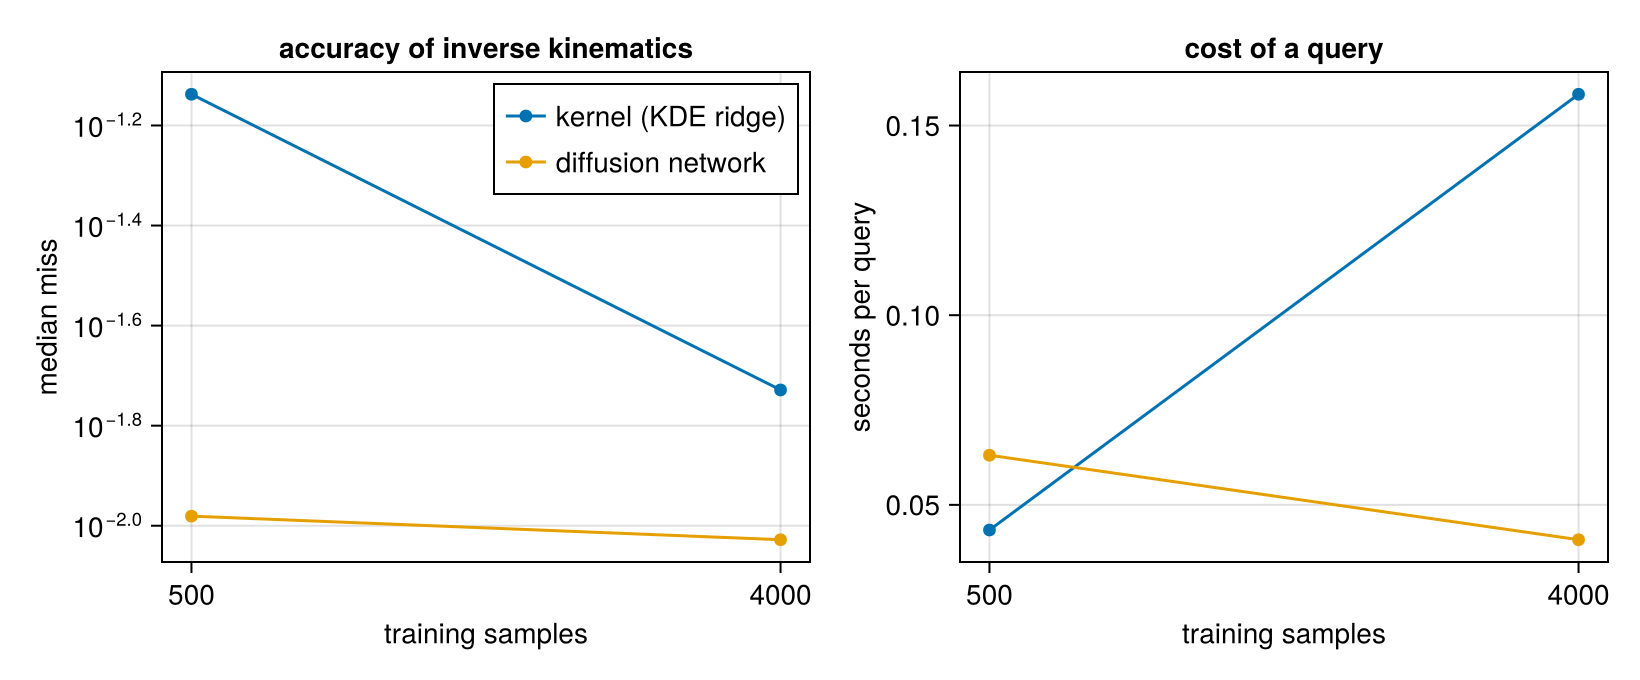 accuracy of inverse kinematics
kernel (KDE ridge)
diffusion network
10⁻¹·²
10⁻¹·⁴
10⁻¹·⁶
10⁻¹·⁸
10⁻²·⁰
median miss
500
4000
training samples
cost of a query
0.15
0.10
0.05
seconds per query
500
4000
training samples